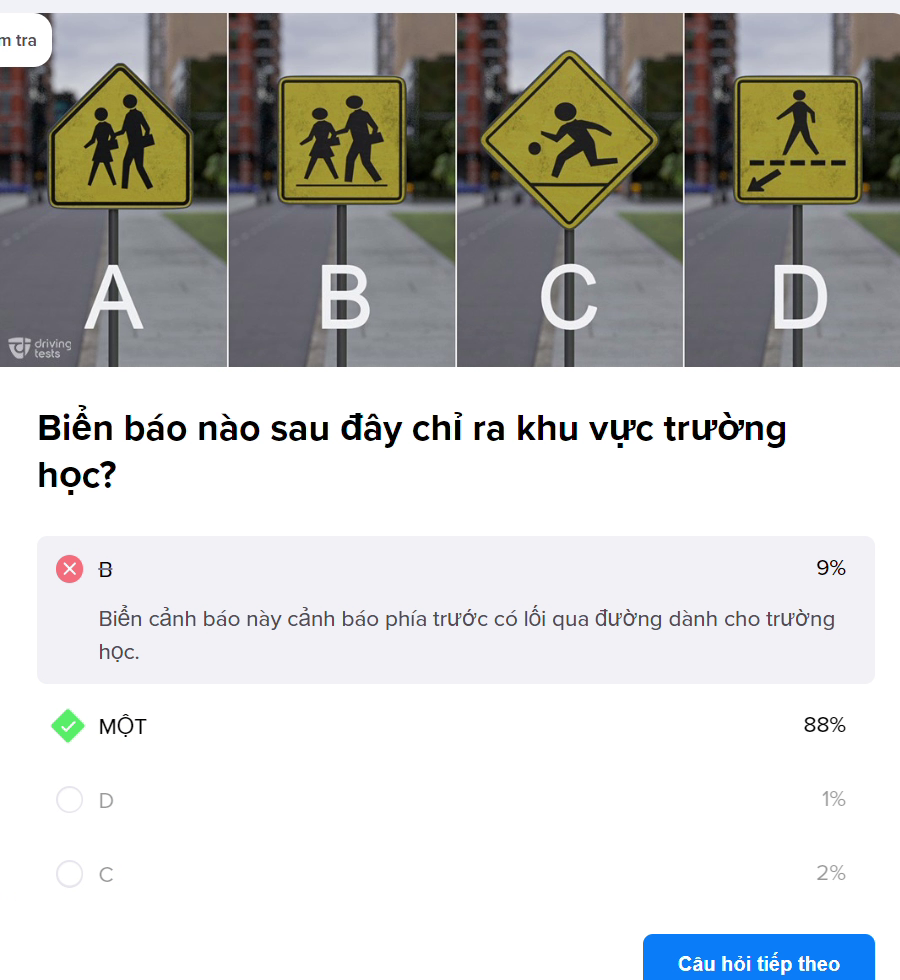 m tra
A B C D
driving
tests
Biển báo nào sau đây chỉ ra khu vực trường
học?
B 9%
Biển cảnh báo này cảnh báo phía trước có lối qua đường dành cho trường
học.
MỘT 88%
D 1%
C 2%
Câu hỏi tiếp theo